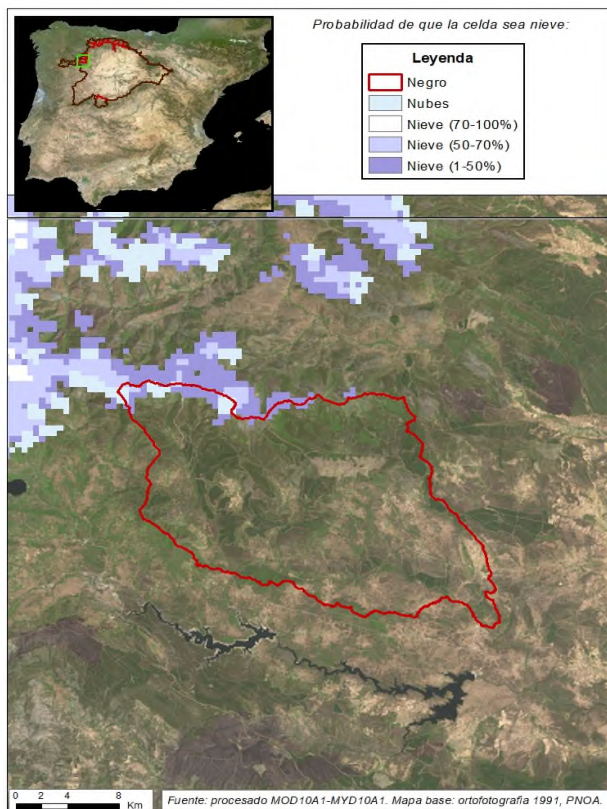 Probabilidad de que la celda sea nieve:
Leyenda
Negro
Nubes
Nieve (70-100%)
Nieve (50-70%)
Nieve (1-50%)
0 2 4 8
Km
Fuente: procesado MOD10A1-MYD10A1. Mapa base: ortofotografia 1991, PNOA